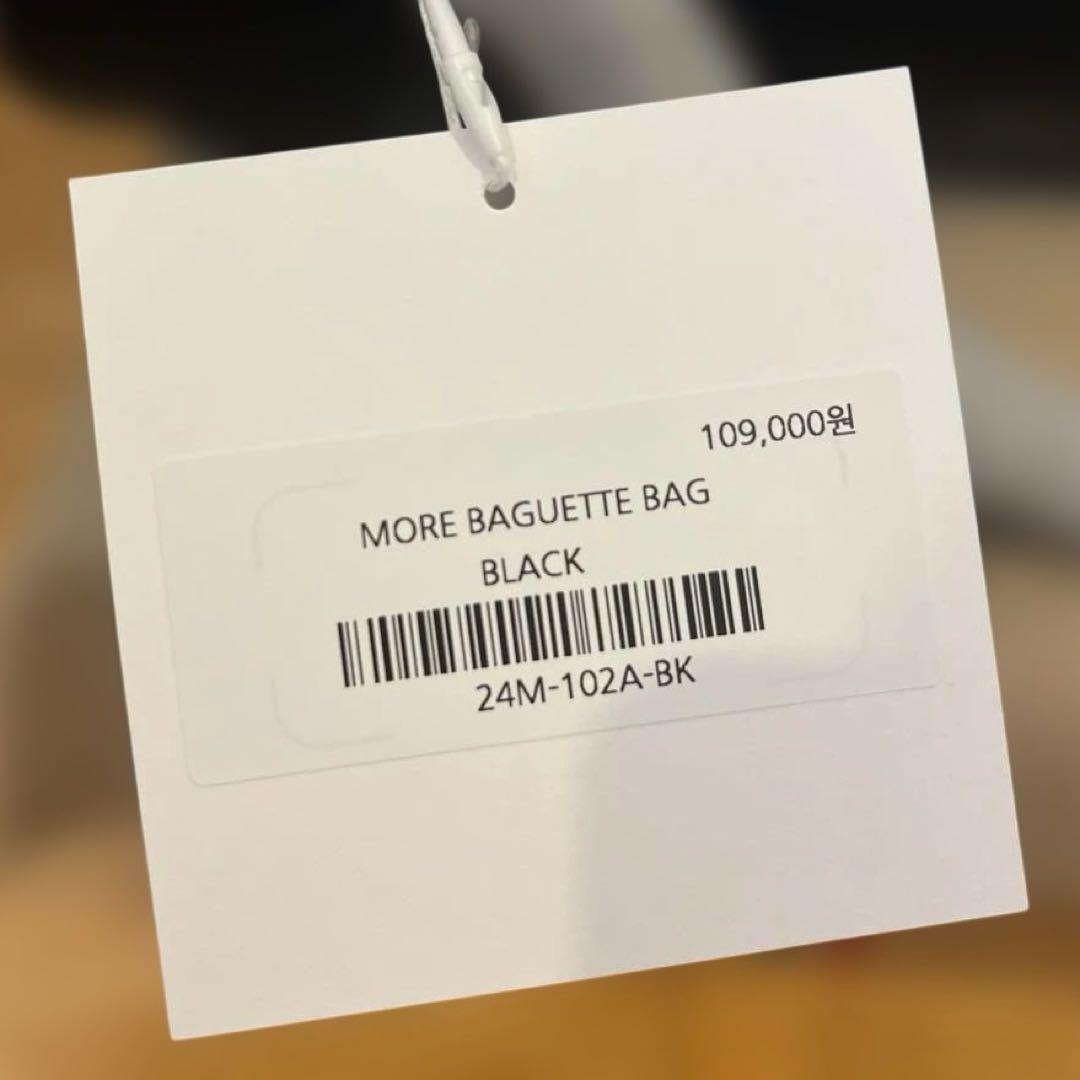 109,000원
MORE BAGUETTE BAG
BLACK
24M-102A-BK